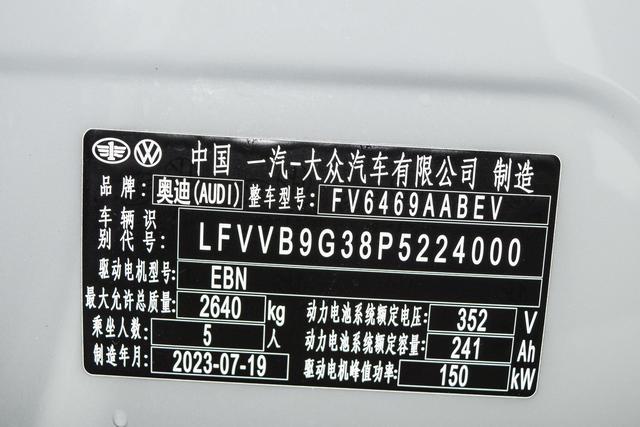 中国 一汽-大众汽车有限公司 制造
品牌: 奥迪(AUDI) 整车型号: FV6469AABEV
车辆识别代号: LFVVB9G38P5224000
驱动电机型号: EBN
最大允许总质量: 2640 kg 动力电池系统额定电压: 352 V
乘坐人数: 5 人 动力电池系统额定容量: 241 Ah
制造年月: 2023-07-19 驱动电机峰值功率: 150 kW